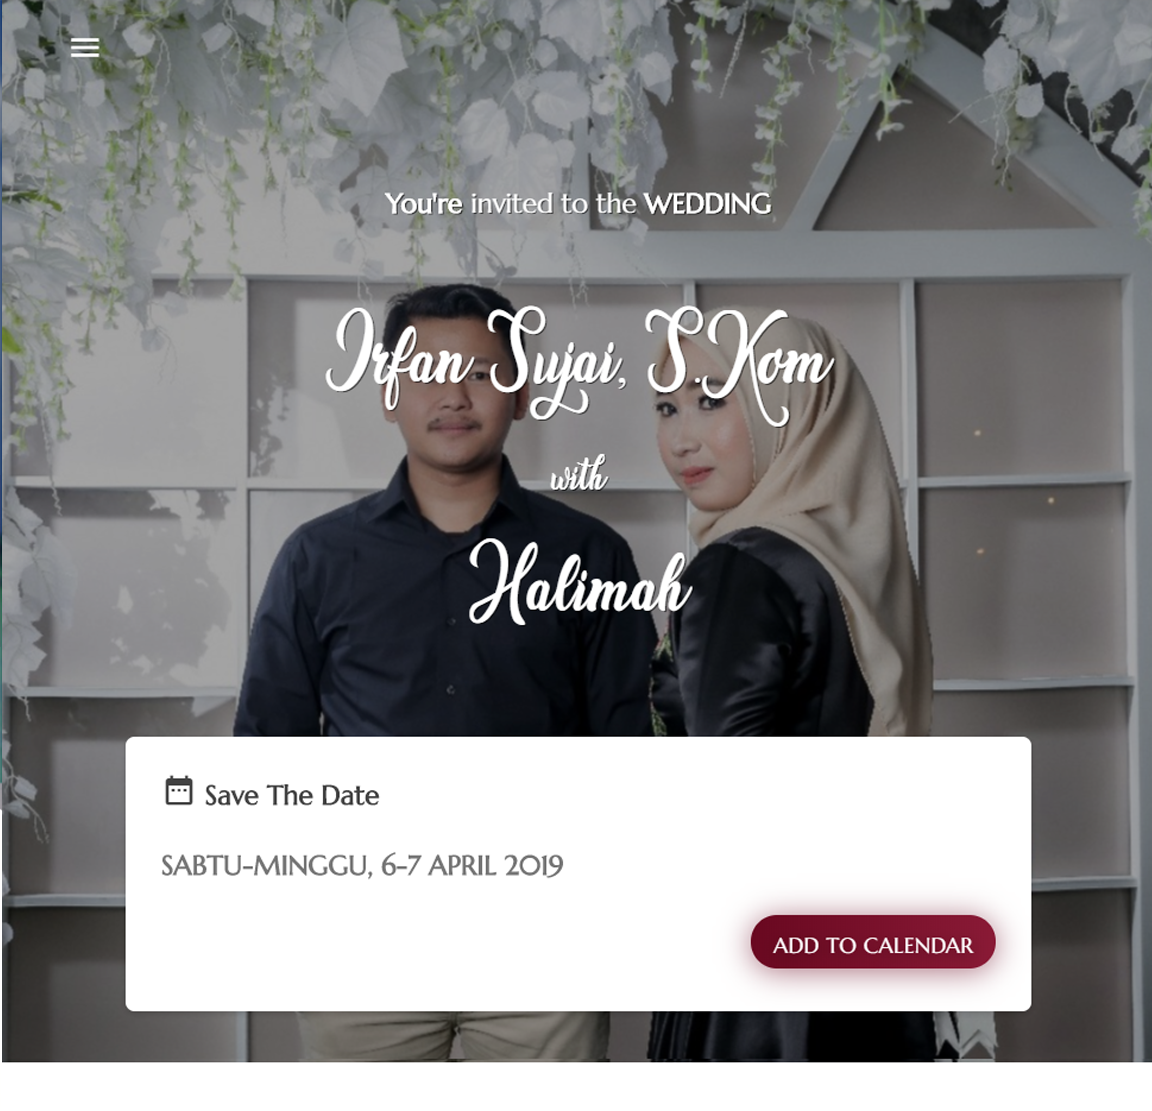 You're invited to the WEDDING
Irfan Sujai, S.Kom
with
Halimah
Save The Date
SABTU-MINGGU, 6-7 APRIL 2019
ADD TO CALENDAR